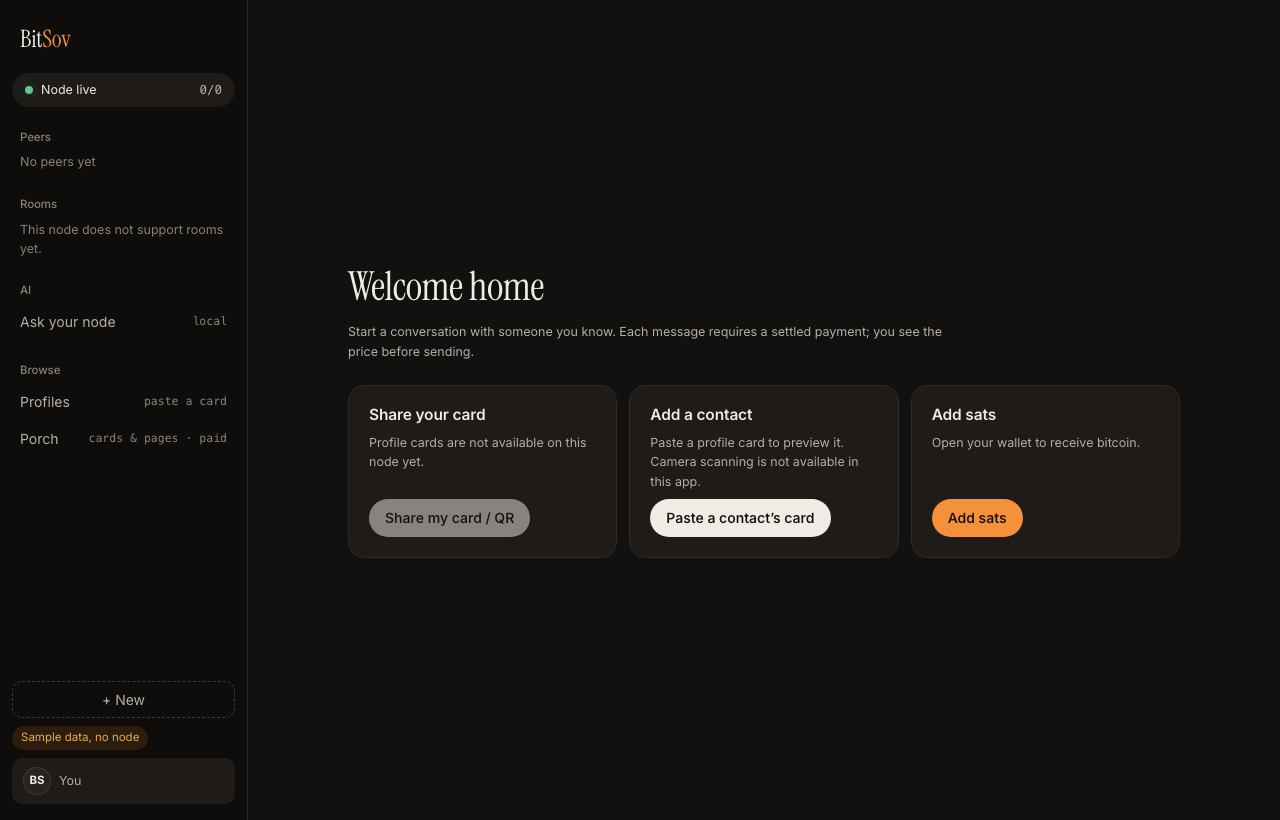 BitSov
Node live 0/0
Peers
No peers yet
Rooms
This node does not support rooms
yet.
AI
Ask your node local
Browse
Profiles paste a card
Porch cards & pages · paid
+ New
Sample data, no node
BS You
Welcome home
Start a conversation with someone you know. Each message requires a settled payment; you see the
price before sending.
Share your card
Profile cards are not available on this
node yet.
Share my card / QR
Add a contact
Paste a profile card to preview it.
Camera scanning is not available in
this app.
Paste a contact’s card
Add sats
Open your wallet to receive bitcoin.
Add sats